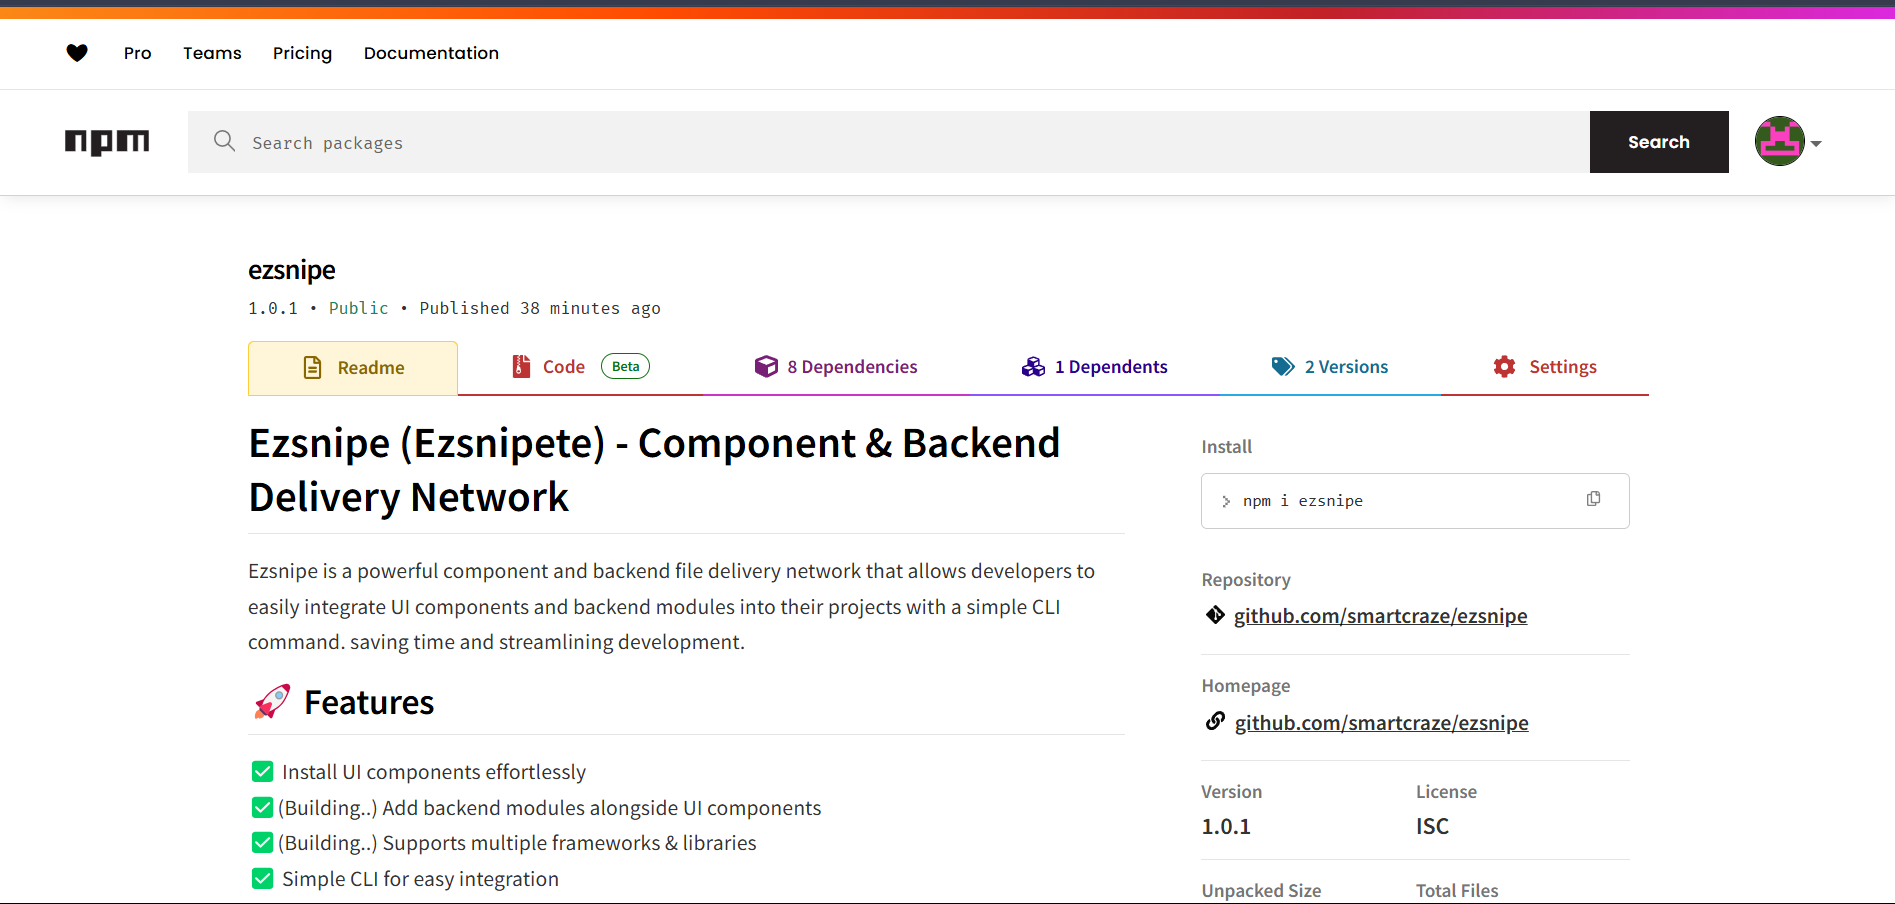 Pro Teams Pricing Documentation
npm Search packages Search
ezsnipe
1.0.1 • Public • Published 38 minutes ago
Readme Code Beta 8 Dependencies 1 Dependents 2 Versions Settings
Ezsnipe (Ezsnipete) - Component & Backend
Delivery Network
Ezsnipe is a powerful component and backend file delivery network that allows developers to
easily integrate UI components and backend modules into their projects with a simple CLI
command. saving time and streamlining development.
🚀 Features
✅ Install UI components effortlessly
✅ (Building..) Add backend modules alongside UI components
✅ (Building..) Supports multiple frameworks & libraries
✅ Simple CLI for easy integration
Install
> npm i ezsnipe
Repository
github.com/smartcraze/ezsnipe
Homepage
github.com/smartcraze/ezsnipe
Version License
1.0.1 ISC
Unpacked Size Total Files